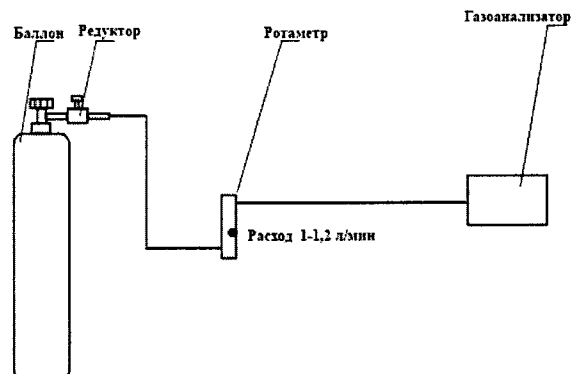 Газоанализатор
Баллон
Редуктор
Ротаметр
Расход 1-1,2 л/мин